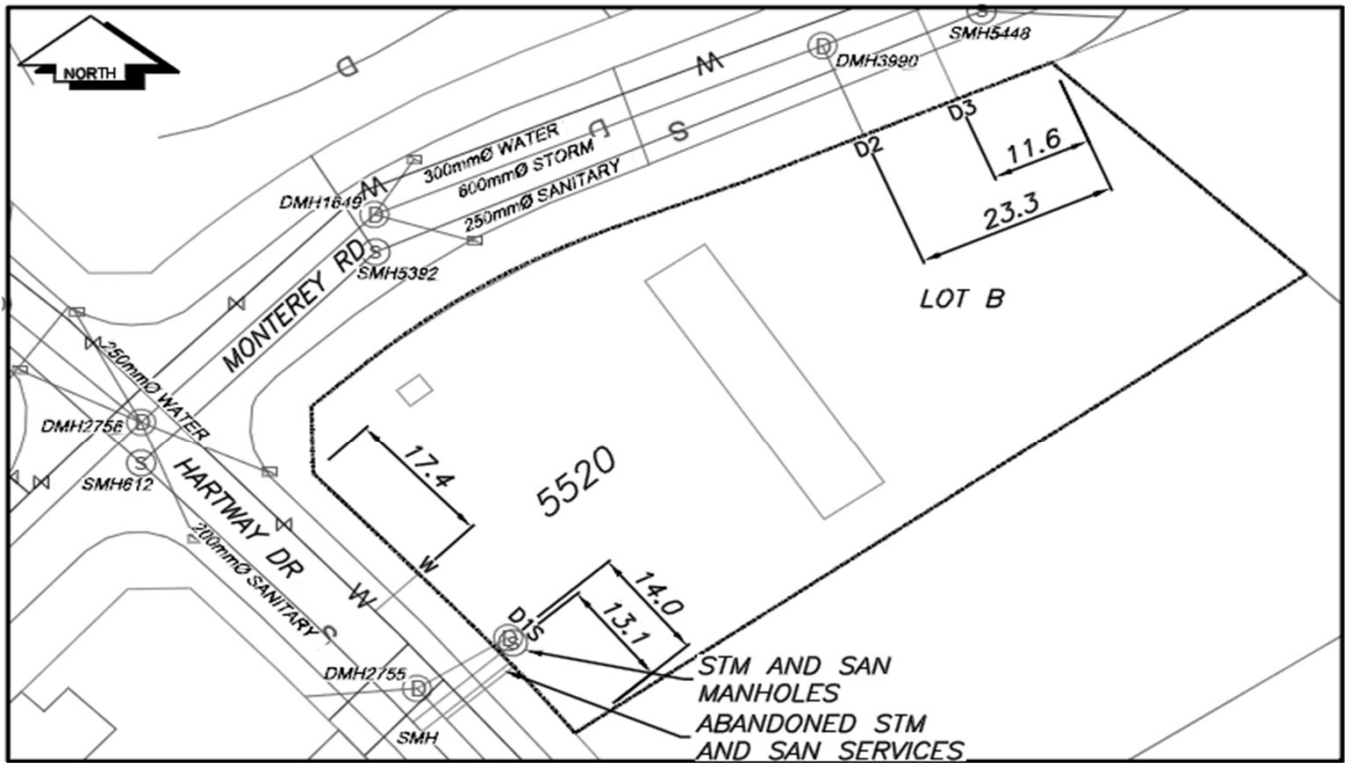 NORTH
D
W
D
DMH3990
S
SMH5448
D3
D2
11.6
23.3
LOT B
W
D
S
300mmØ WATER
600mmØ STORM
250mmØ SANITARY
DMH1649
D
S
SMH5392
MONTEREY RD
250mmØ WATER
DMH2756
D
S
SMH612
HARTWAY DR
200mmØ SANITARY
S
W
W
17.4
5520
14.0
13.1
D1S
DMH2755
D
SMH
STM AND SAN
MANHOLES
ABANDONED STM
AND SAN SERVICES